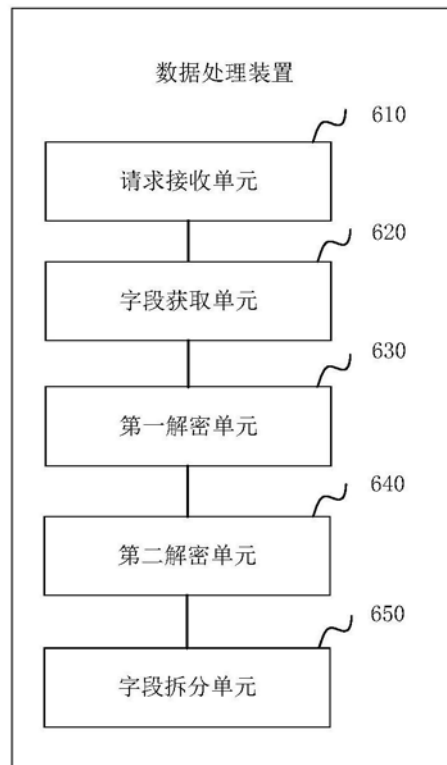 数据处理装置
610
请求接收单元
620
字段获取单元
630
第一解密单元
640
第二解密单元
650
字段拆分单元